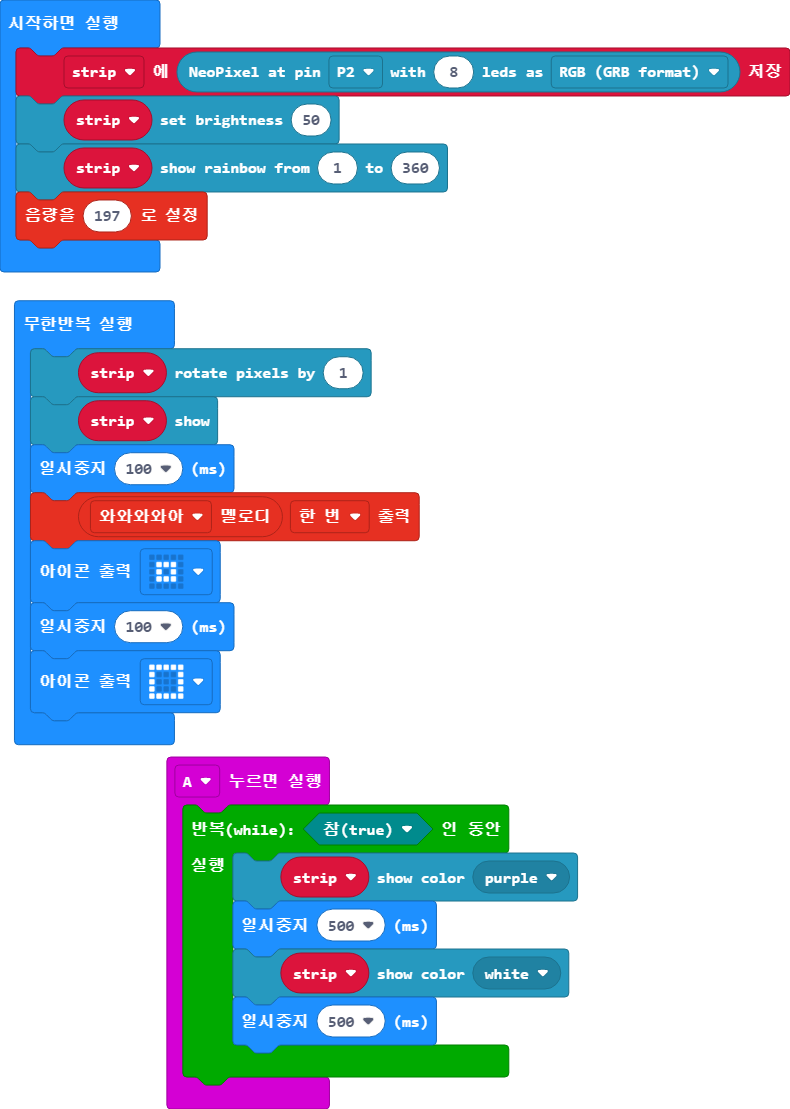 시작하면 실행
strip 에 NeoPixel at pin P2 with 8 leds as RGB (GRB format) 저장
strip set brightness 50
strip show rainbow from 1 to 360
음량을 197 로 설정
무한반복 실행
strip rotate pixels by 1
strip show
일시중지 100 (ms)
와와와와아 멜로디 한 번 출력
아이콘 출력
일시중지 100 (ms)
아이콘 출력
A 누르면 실행
반복(while): 참(true) 인 동안
실행
strip show color purple
일시중지 500 (ms)
strip show color white
일시중지 500 (ms)